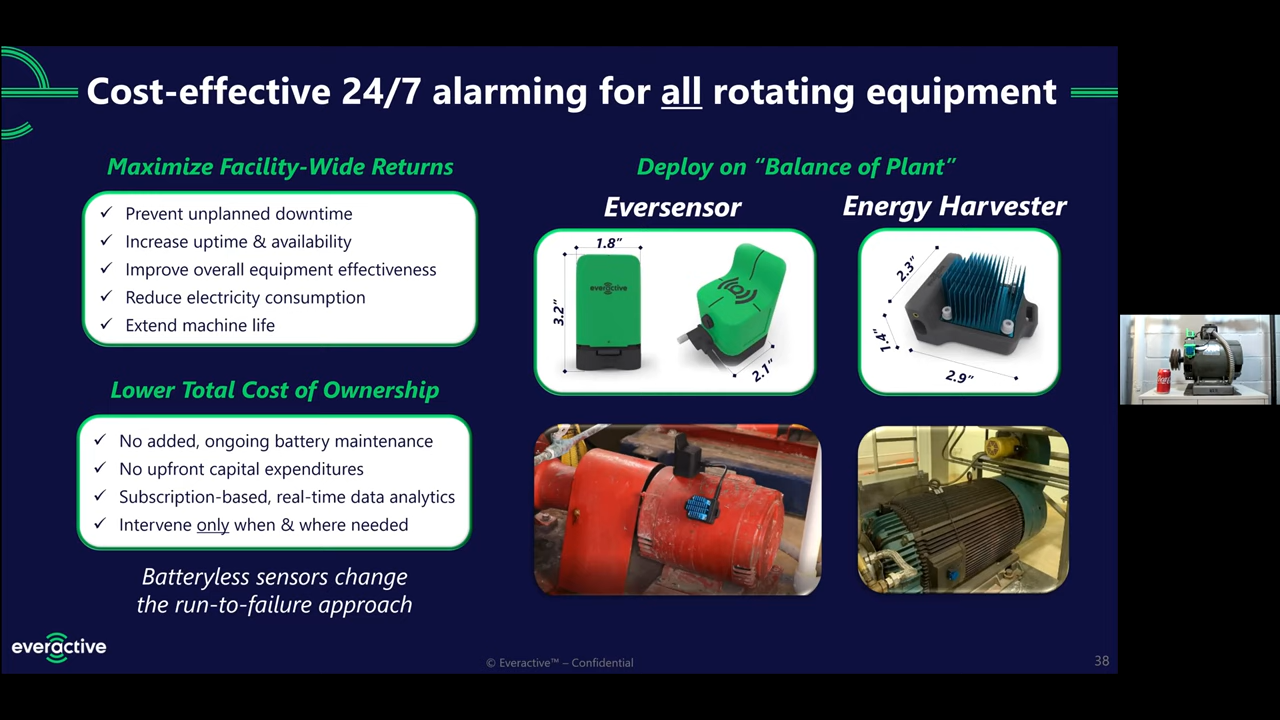 Cost-effective 24/7 alarming for all rotating equipment
Maximize Facility-Wide Returns
✓ Prevent unplanned downtime
✓ Increase uptime & availability
✓ Improve overall equipment effectiveness
✓ Reduce electricity consumption
✓ Extend machine life
Lower Total Cost of Ownership
✓ No added, ongoing battery maintenance
✓ No upfront capital expenditures
✓ Subscription-based, real-time data analytics
✓ Intervene only when & where needed
Batteryless sensors change
the run-to-failure approach
Deploy on “Balance of Plant”
Eversensor
1.8”
everactive
3.2”
2.1”
Energy Harvester
2.3”
1.4”
2.9”
everactive
© Everactive™ – Confidential
38